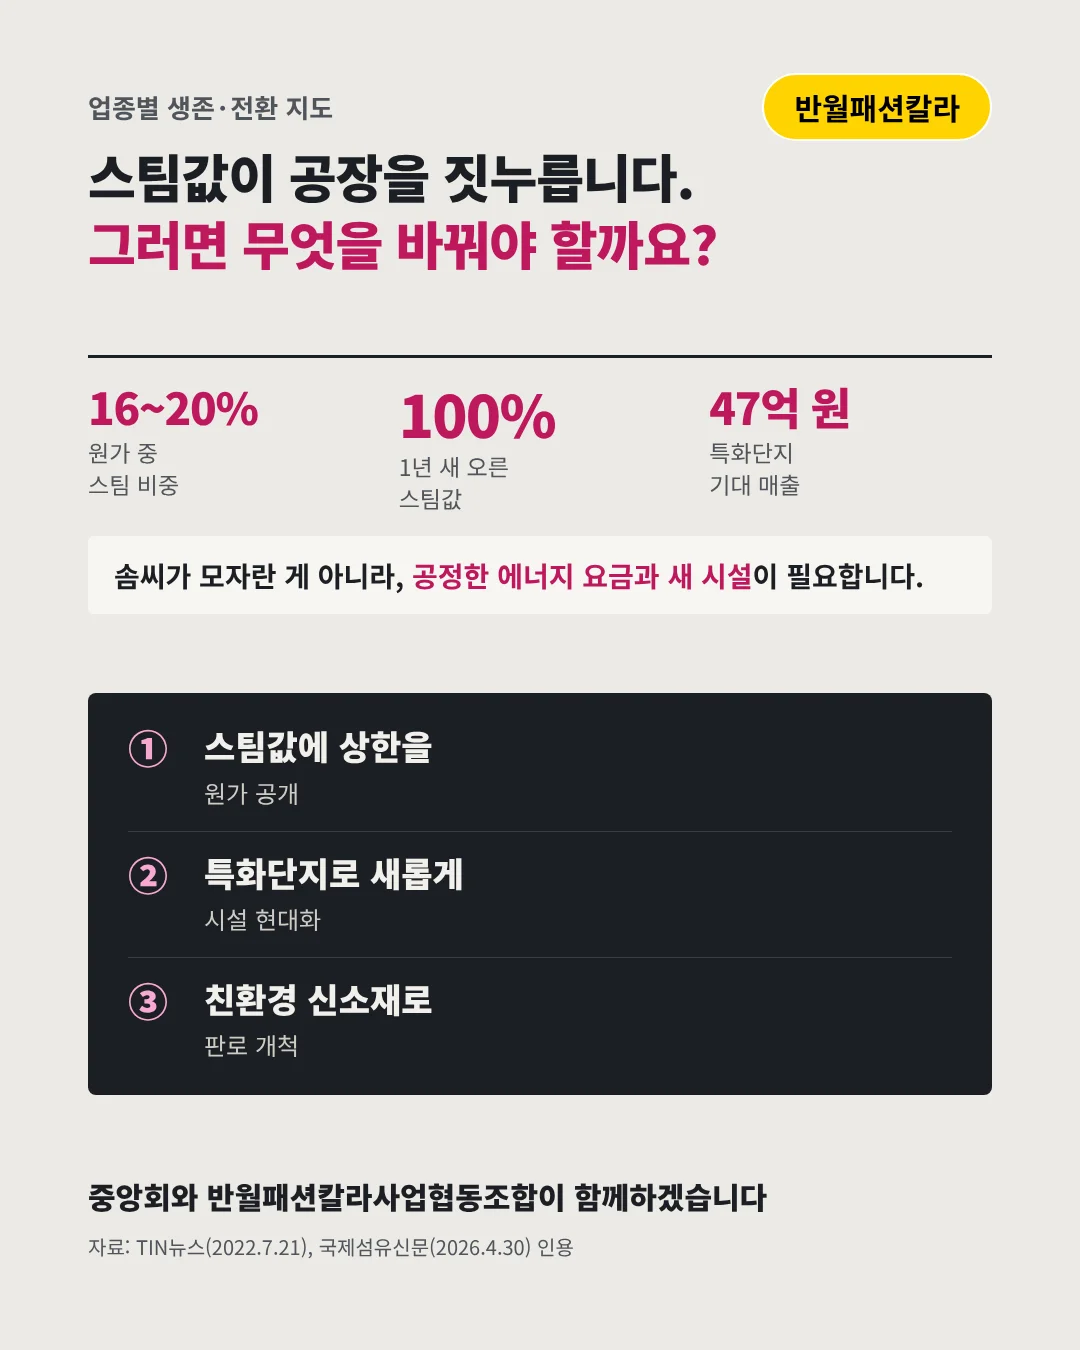 업종별 생존·전환 지도
반월패션칼라
스팀값이 공장을 짓누릅니다.
그러면 무엇을 바꿔야 할까요?
16~20%
원가 중
스팀 비중
100%
1년 새 오른
스팀값
47억 원
특화단지
기대 매출
솜씨가 모자란 게 아니라, 공정한 에너지 요금과 새 시설이 필요합니다.
① 스팀값에 상한을
원가 공개
② 특화단지로 새롭게
시설 현대화
③ 친환경 신소재로
판로 개척
중앙회와 반월패션칼라사업협동조합이 함께하겠습니다
자료: TIN뉴스(2022.7.21), 국제섬유신문(2026.4.30) 인용